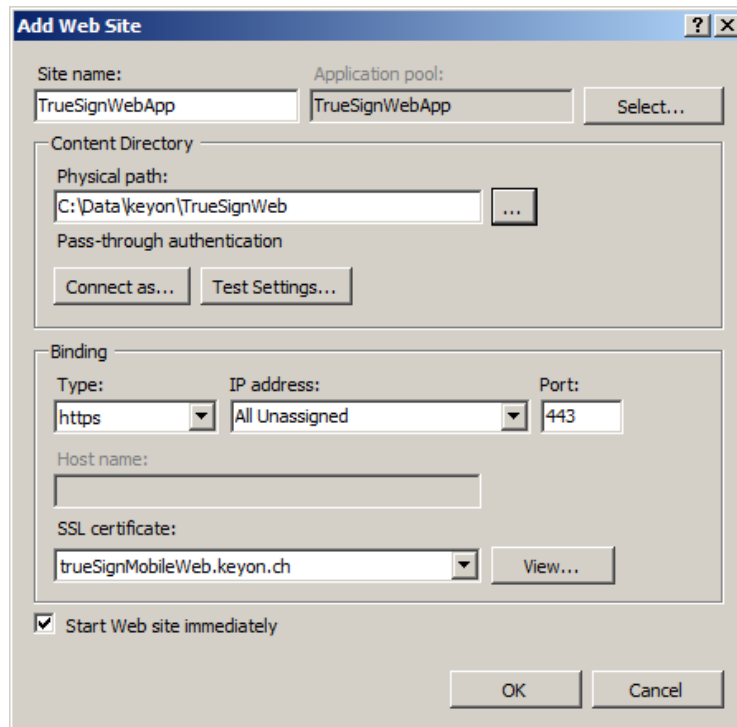 Add Web Site
Site name:
Application pool:
TrueSignWebApp
TrueSignWebApp
Select...
Content Directory
Physical path:
C:\Data\keyon\TrueSignWeb
...
Pass-through authentication
Connect as...
Test Settings...
Binding
Type:
IP address:
Port:
https
All Unassigned
443
Host name:
SSL certificate:
trueSignMobileWeb.keyon.ch
View...
Start Web site immediately
OK
Cancel